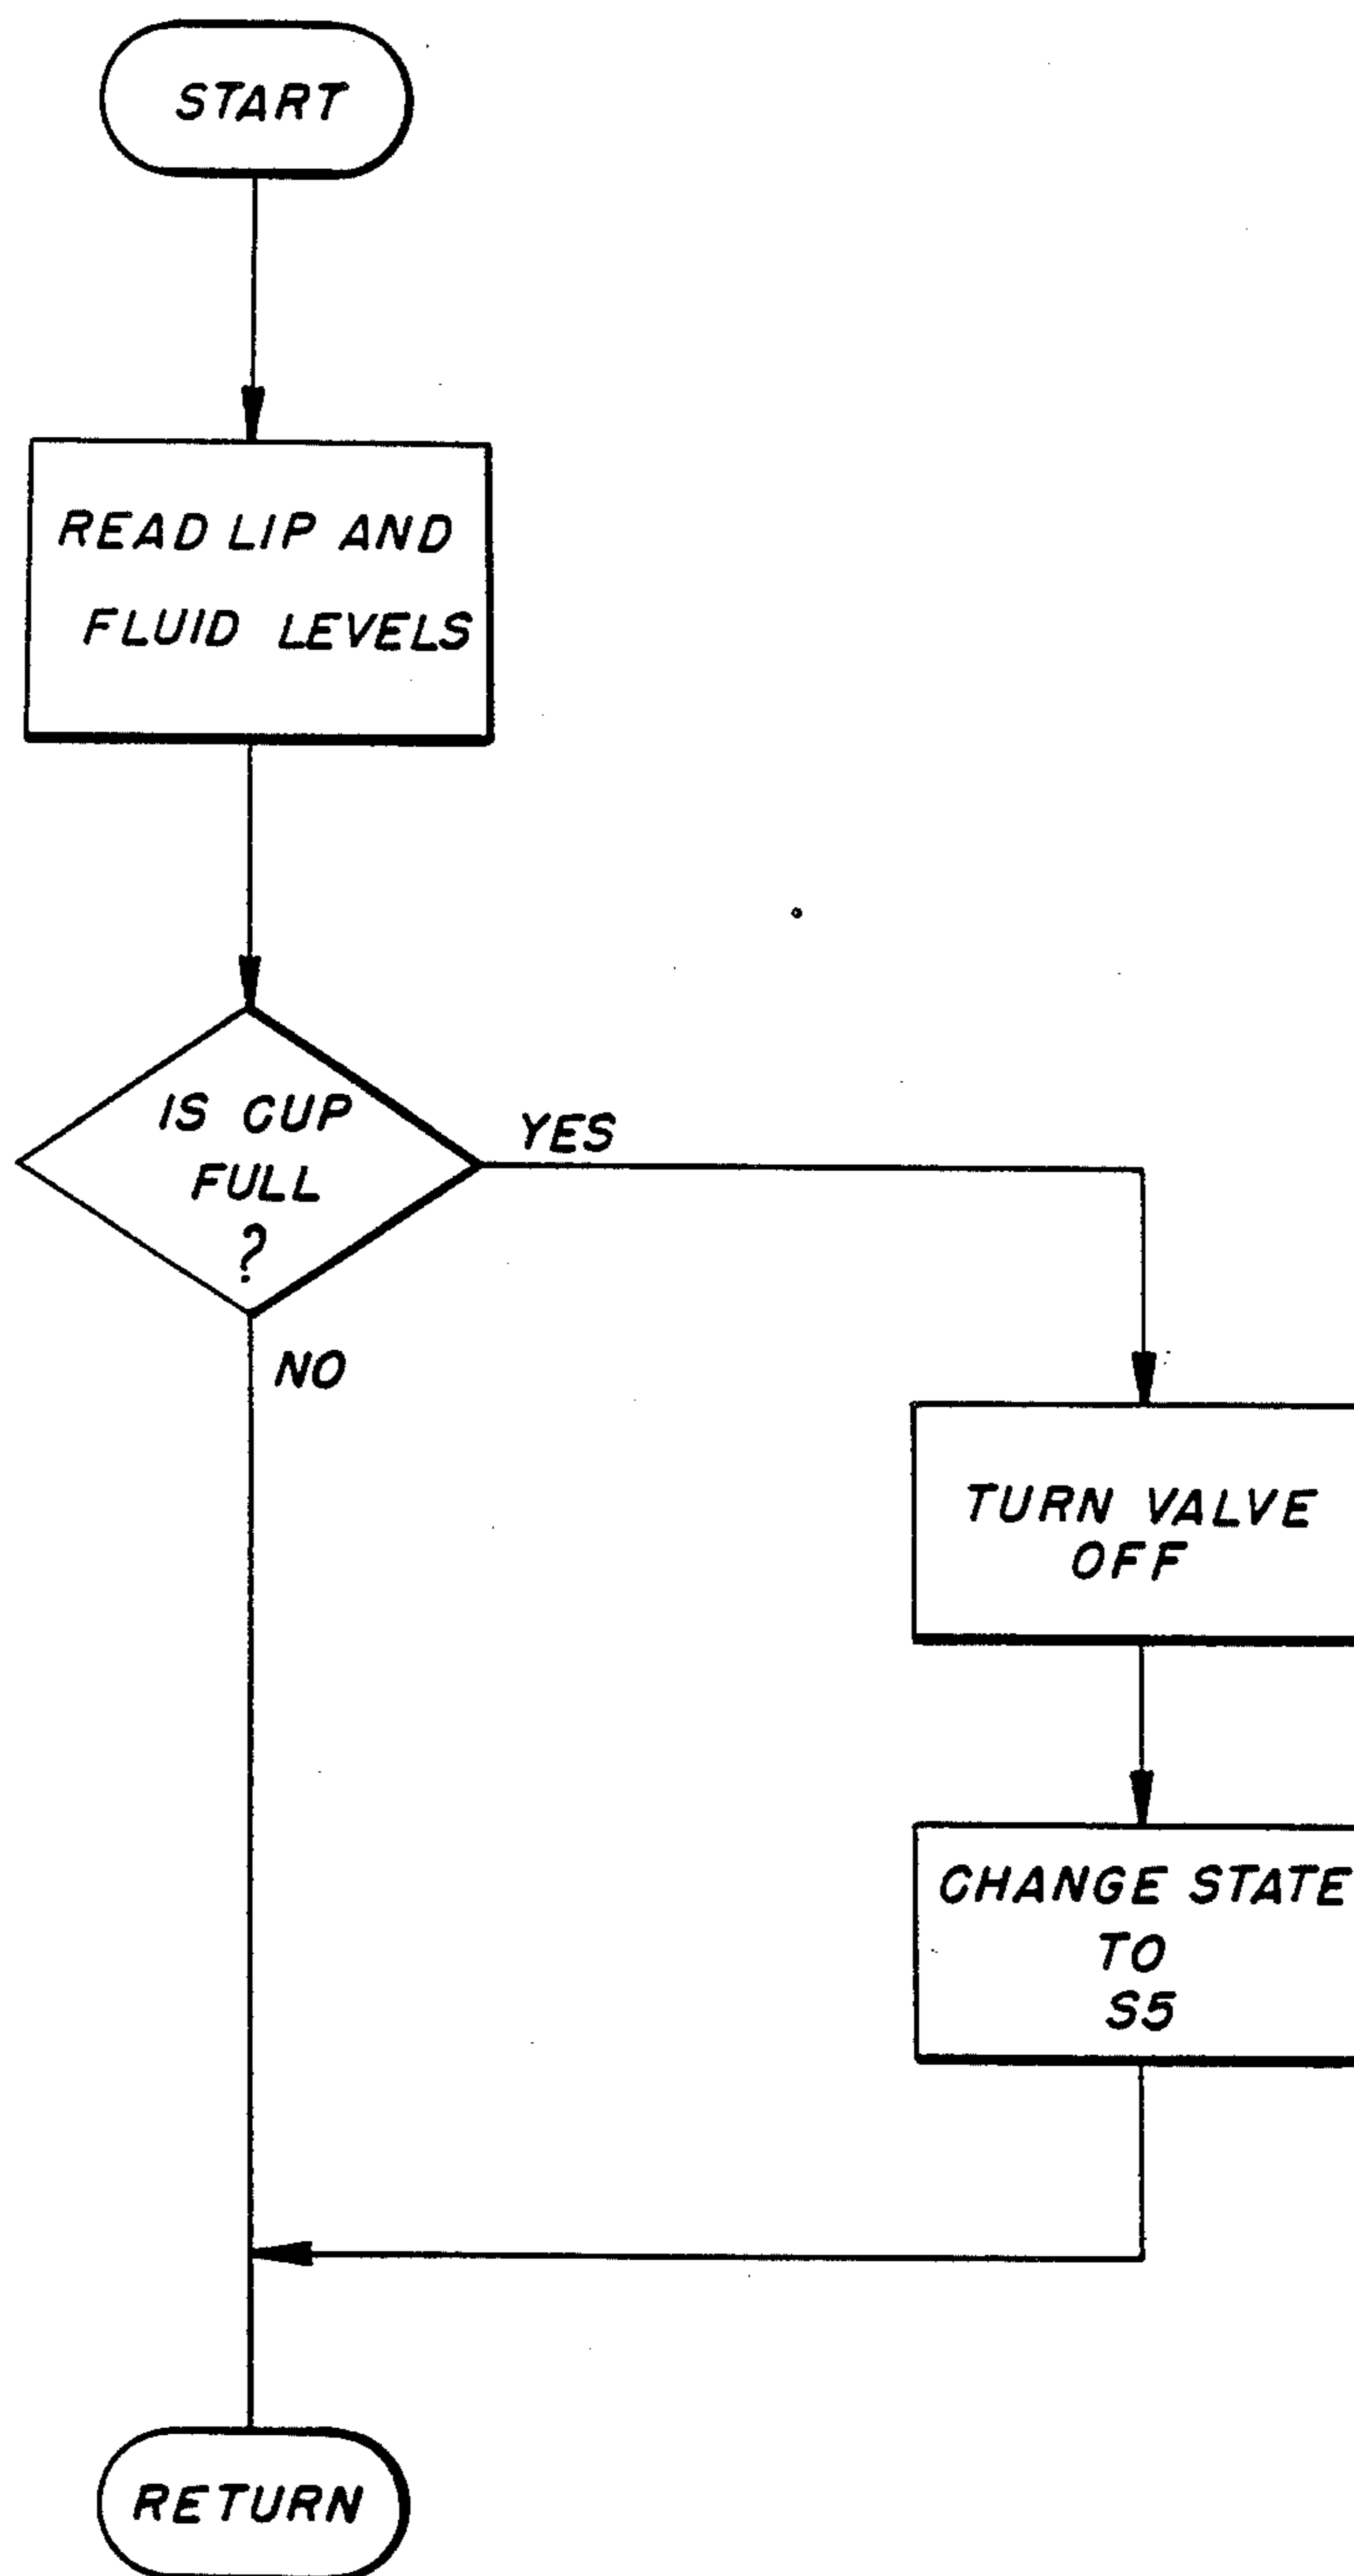 START
READ LIP AND
FLUID LEVELS
IS CUP
FULL
?
YES
NO
TURN VALVE
OFF
CHANGE STATE
TO
S5
RETURN